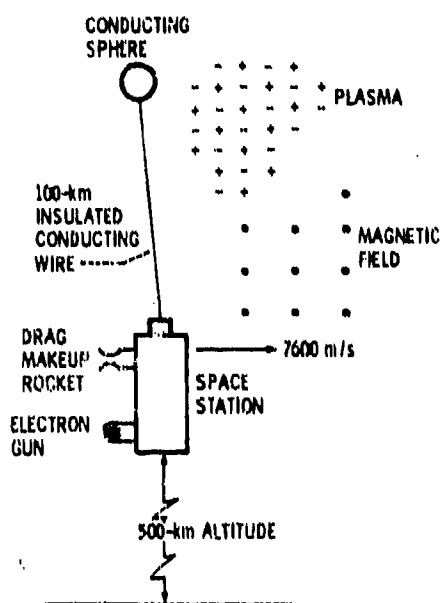 CONDUCTING
SPHERE
PLASMA
100-km
INSULATED
CONDUCTING
WIRE
MAGNETIC
FIELD
DRAG
MAKEUP
ROCKET
7600 m/s
SPACE
STATION
ELECTRON
GUN
500-km ALTITUDE